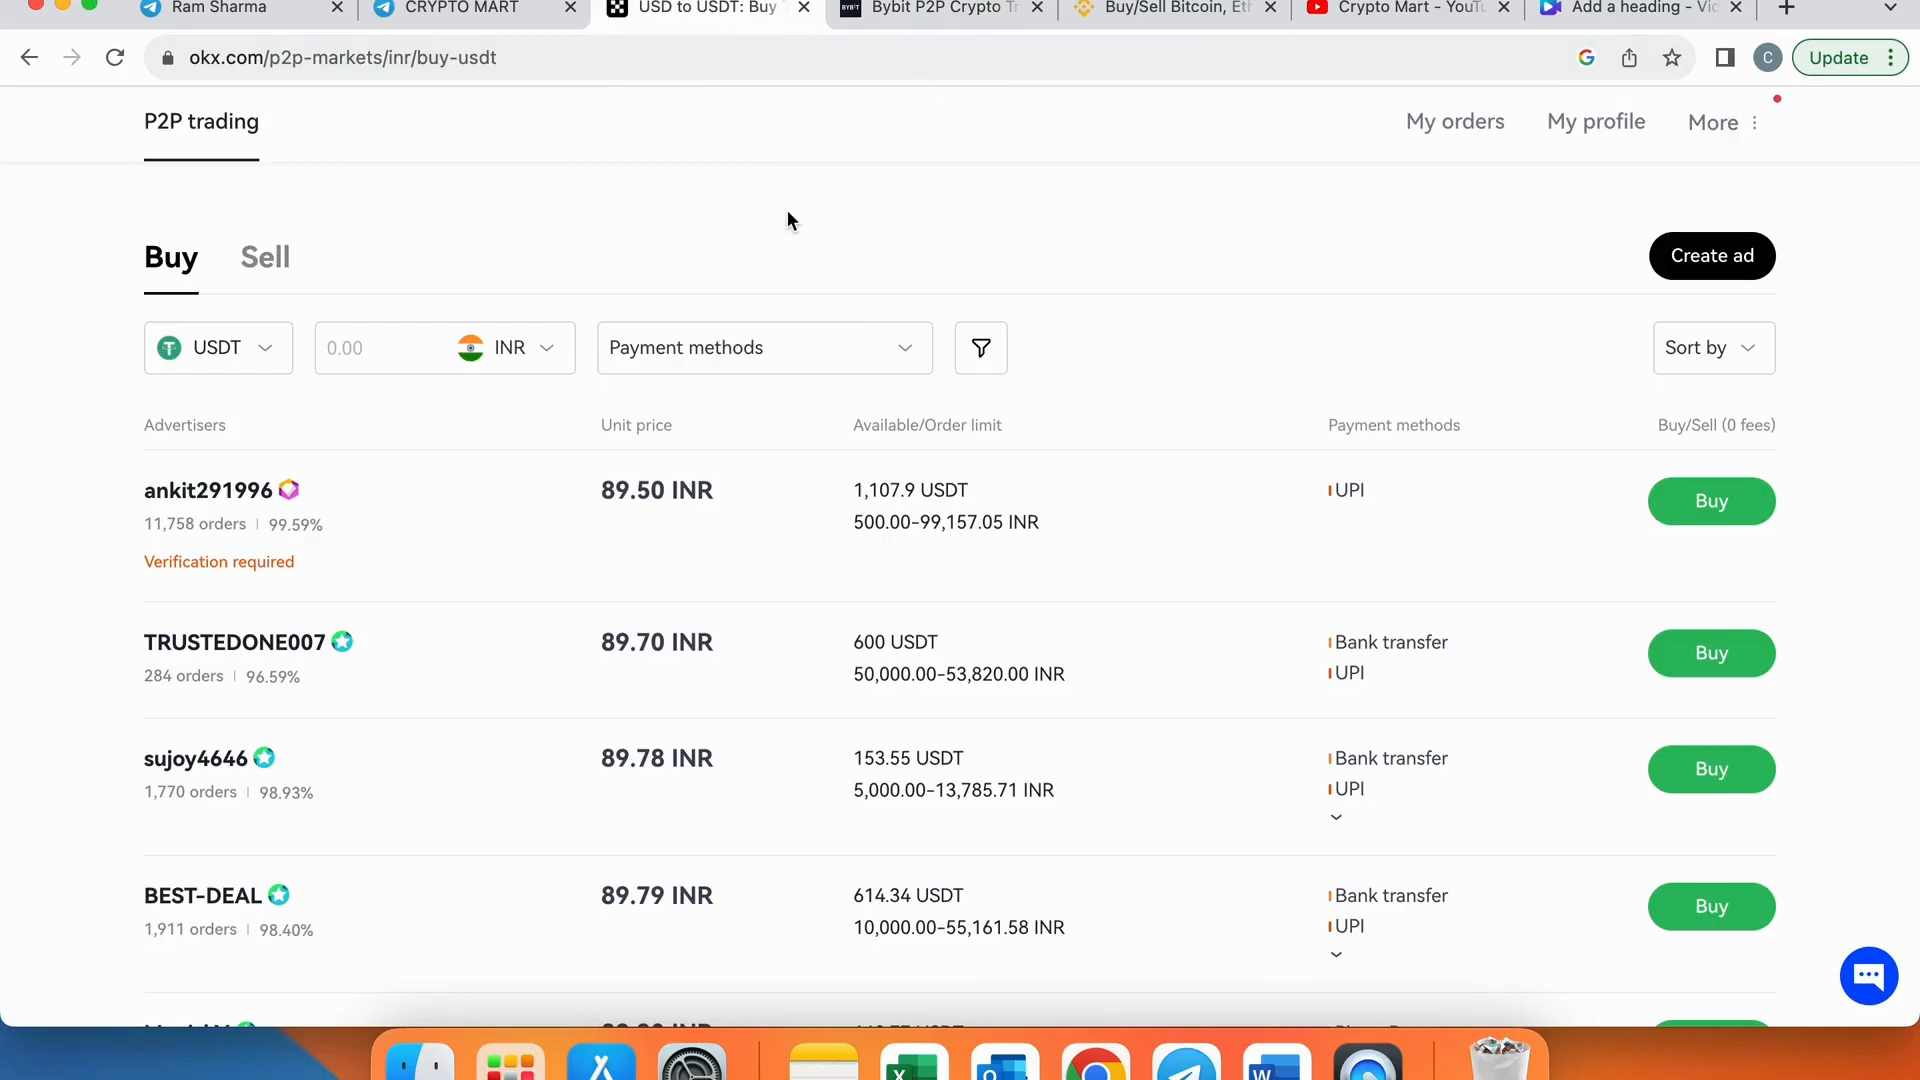 Ram Sharma
CRYPTO MART
USD to USDT: Buy
Bybit P2P Crypto Tr
Buy/Sell Bitcoin, Eth
Crypto Mart - YouTu
Add a heading - Vid
okx.com/p2p-markets/inr/buy-usdt
C
Update
P2P trading
My orders
My profile
More
Buy
Sell
Create ad
USDT
0.00
INR
Payment methods
Sort by
Advertisers
Unit price
Available/Order limit
Payment methods
Buy/Sell (0 fees)
ankit291996
11,758 orders
99.59%
Verification required
89.50 INR
1,107.9 USDT
500.00-99,157.05 INR
UPI
Buy
TRUSTEDONE007
284 orders
96.59%
89.70 INR
600 USDT
50,000.00-53,820.00 INR
Bank transfer
UPI
Buy
sujoy4646
1,770 orders
98.93%
89.78 INR
153.55 USDT
5,000.00-13,785.71 INR
Bank transfer
UPI
Buy
BEST-DEAL
1,911 orders
98.40%
89.79 INR
614.34 USDT
10,000.00-55,161.58 INR
Bank transfer
UPI
Buy